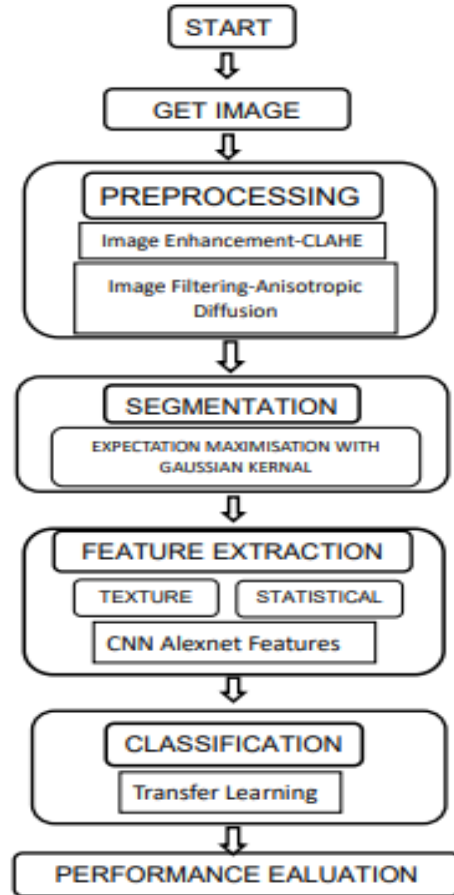 START
GET IMAGE
PREPROCESSING
Image Enhancement-CLAHE
Image Filtering-Anisotropic
Diffusion
SEGMENTATION
EXPECTATION MAXIMISATION WITH
GAUSSIAN KERNAL
FEATURE EXTRACTION
TEXTURE
STATISTICAL
CNN Alexnet Features
CLASSIFICATION
Transfer Learning
PERFORMANCE EALUATION